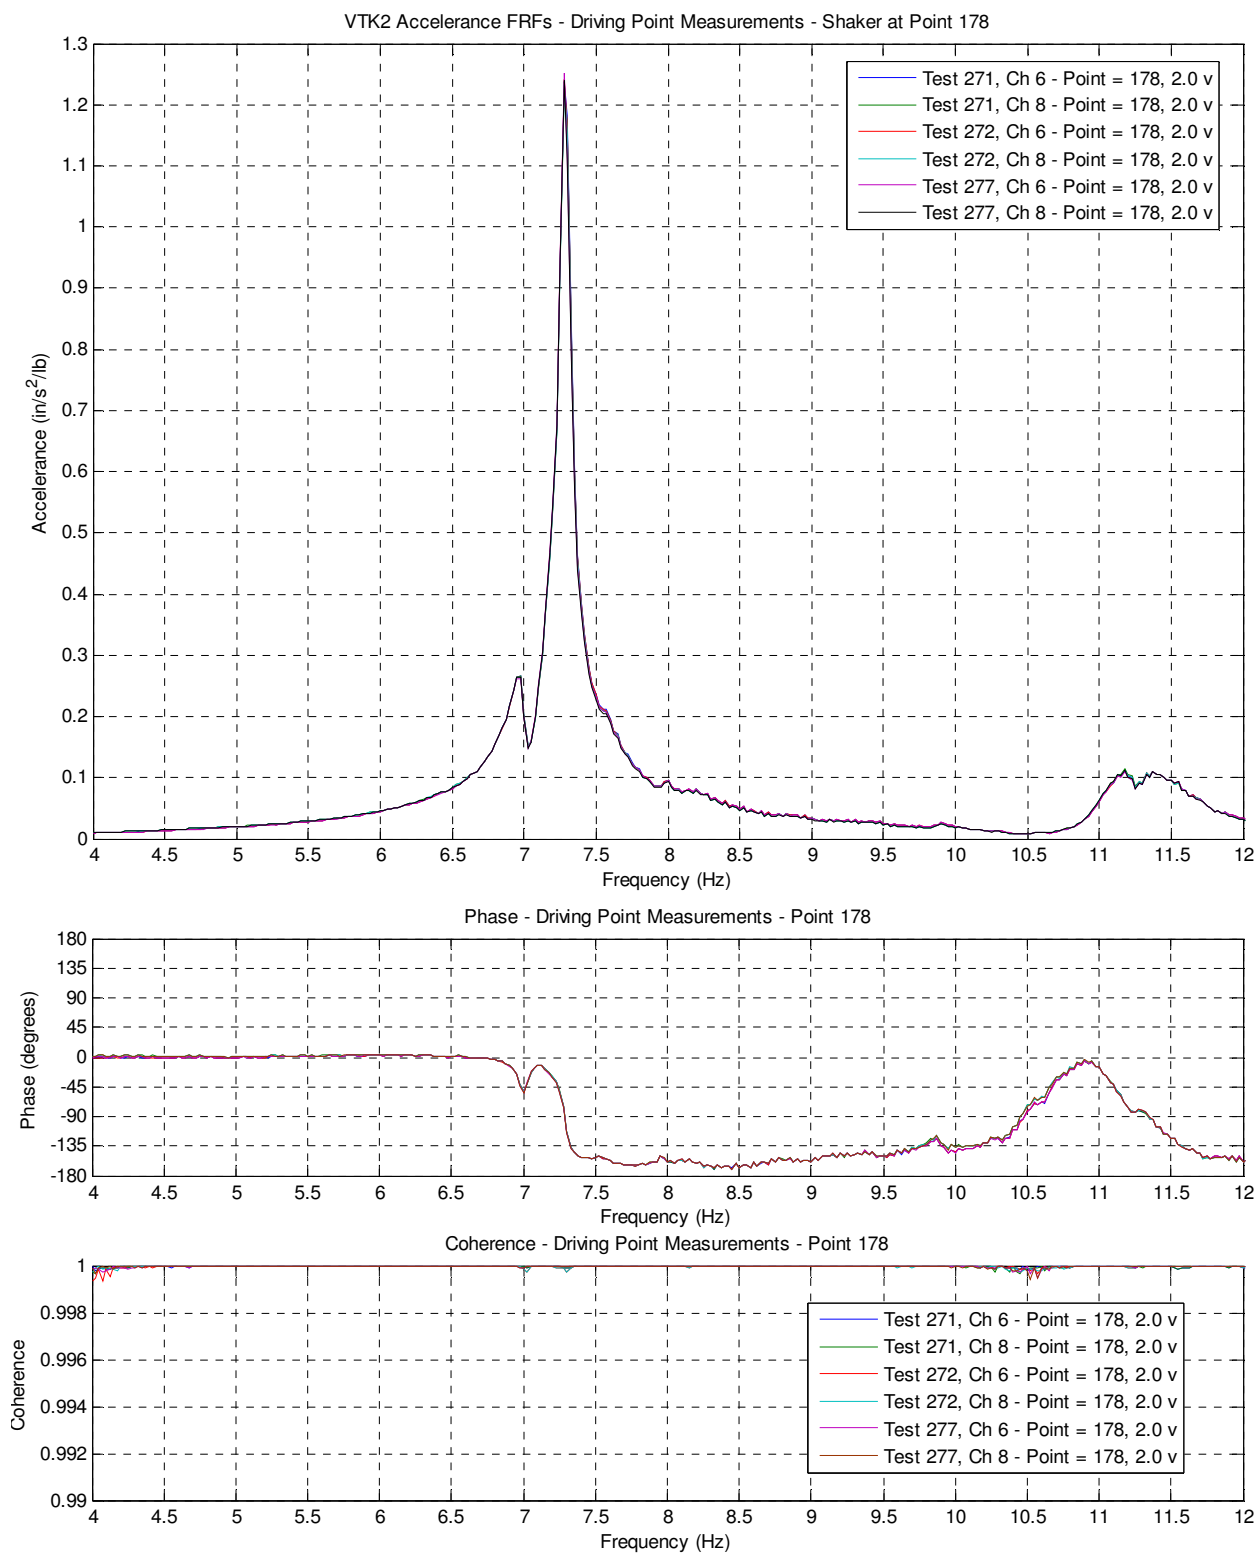 VTK2 Accelerance FRFs - Driving Point Measurements - Shaker at Point 178
1.3
1.2
1.1
1
0.9
0.8
0.7
0.6
0.5
0.4
0.3
0.2
0.1
0
Accelerance (in/s²/lb)
Test 271, Ch 6 - Point = 178, 2.0 v
Test 271, Ch 8 - Point = 178, 2.0 v
Test 272, Ch 6 - Point = 178, 2.0 v
Test 272, Ch 8 - Point = 178, 2.0 v
Test 277, Ch 6 - Point = 178, 2.0 v
Test 277, Ch 8 - Point = 178, 2.0 v
4 4.5 5 5.5 6 6.5 7 7.5 8 8.5 9 9.5 10 10.5 11 11.5 12
Frequency (Hz)
Phase - Driving Point Measurements - Point 178
180
135
90
45
0
-45
-90
-135
-180
Phase (degrees)
4 4.5 5 5.5 6 6.5 7 7.5 8 8.5 9 9.5 10 10.5 11 11.5 12
Frequency (Hz)
Coherence - Driving Point Measurements - Point 178
1
0.998
0.996
0.994
0.992
0.99
Coherence
Test 271, Ch 6 - Point = 178, 2.0 v
Test 271, Ch 8 - Point = 178, 2.0 v
Test 272, Ch 6 - Point = 178, 2.0 v
Test 272, Ch 8 - Point = 178, 2.0 v
Test 277, Ch 6 - Point = 178, 2.0 v
Test 277, Ch 8 - Point = 178, 2.0 v
4 4.5 5 5.5 6 6.5 7 7.5 8 8.5 9 9.5 10 10.5 11 11.5 12
Frequency (Hz)